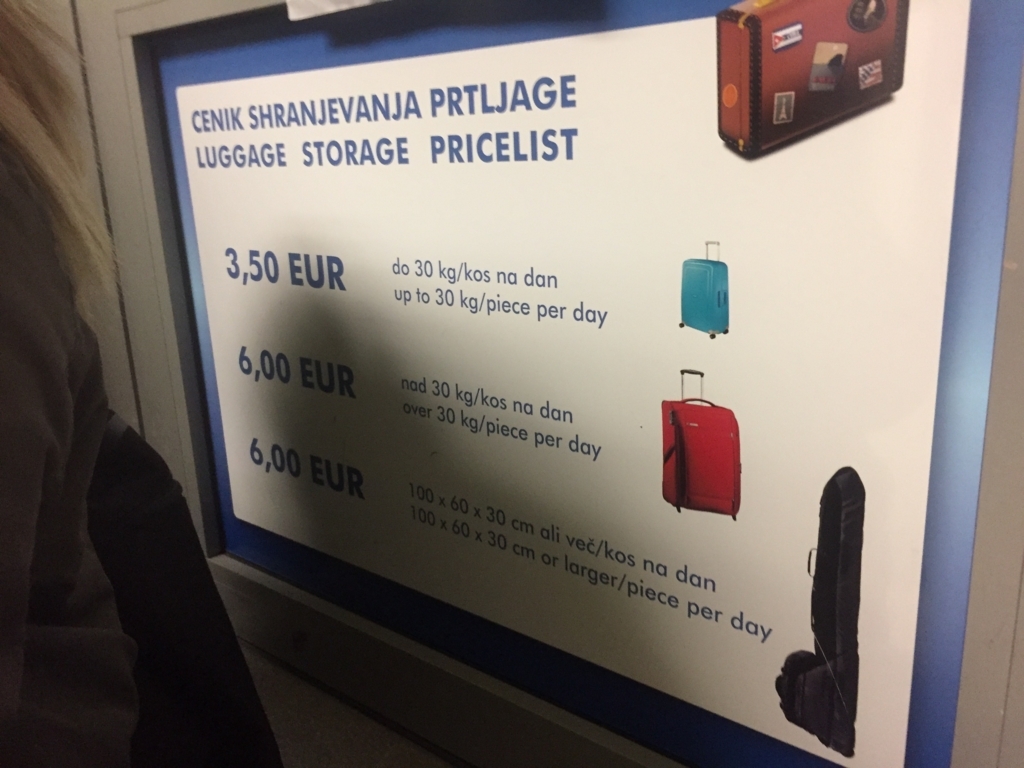 CENIK SHRANJEVANJA PRTLJAGE
LUGGAGE STORAGE PRICELIST
3,50 EUR
do 30 kg/kos na dan
up to 30 kg/piece per day
6,00 EUR
nad 30 kg/kos na dan
over 30 kg/piece per day
6,00 EUR
100 x 60 x 30 cm ali več/kos na dan
100 x 60 x 30 cm or larger/piece per day